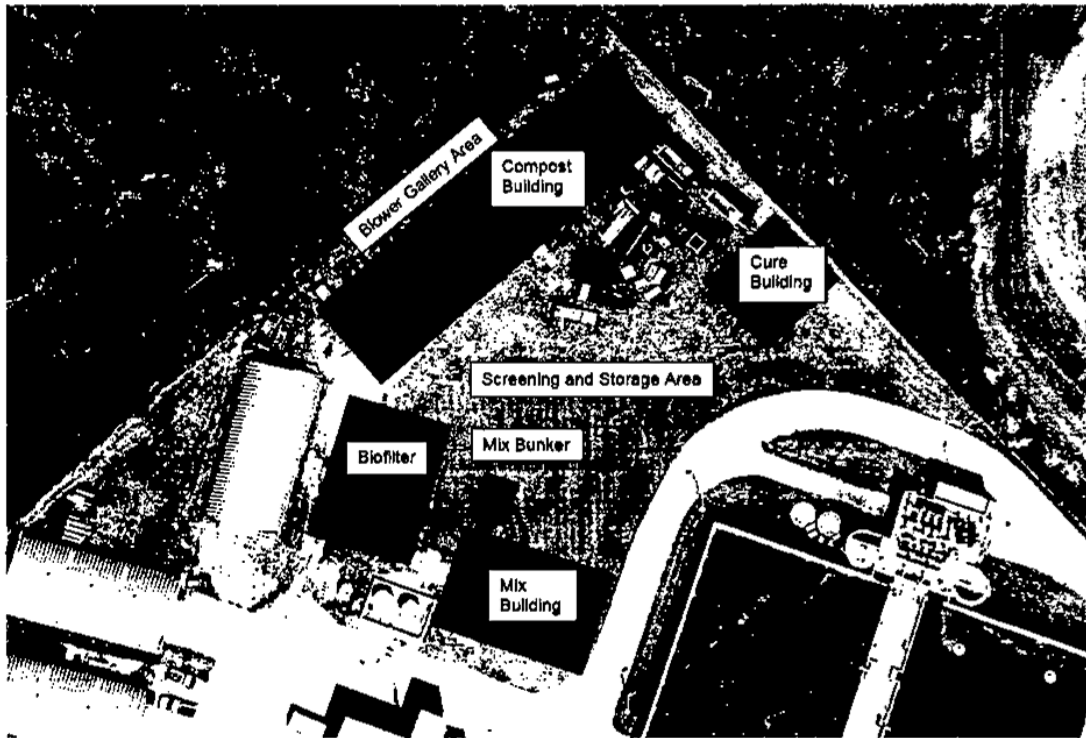 Blower Gallery Area
Compost
Building
Cure
Building
Screening and Storage Area
Mix Bunker
Biofilter
Mix
Building